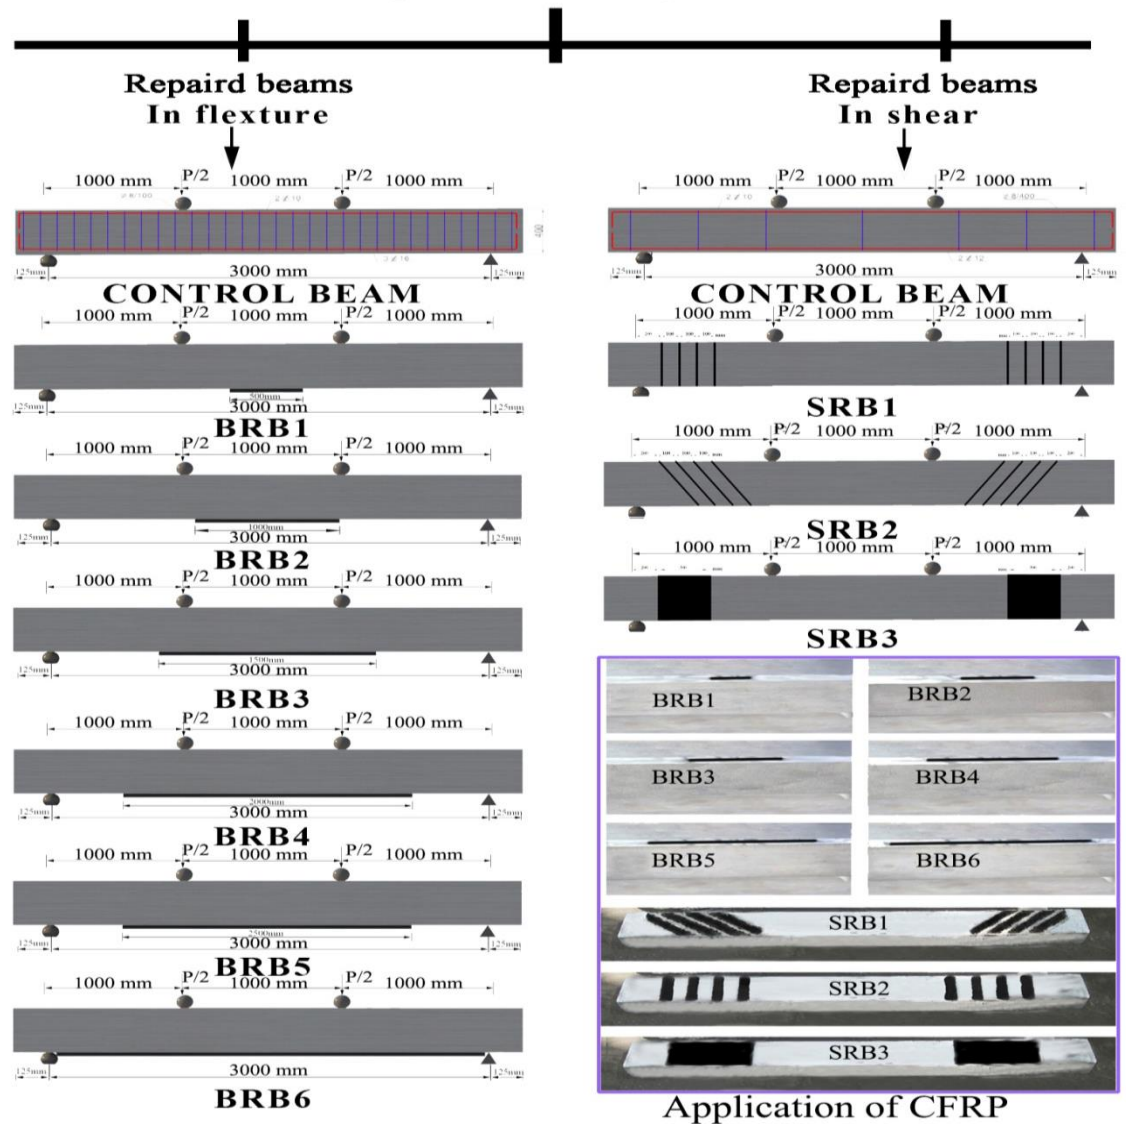 Repaird beams
In flexture
1000 mm P/2 1000 mm 1000 mm
2 Ø 10
400
3 Ø 16
125mm 3000 mm 125mm
CONTROL BEAM
1000 mm P/2 1000 mm P/2 1000 mm
500mm
125mm 3000 mm 125mm
BRB1
1000 mm P/2 1000 mm P/2 1000 mm
1000mm
125mm 3000 mm 125mm
BRB2
1000 mm P/2 1000 mm P/2 1000 mm
1500mm
125mm 3000 mm 125mm
BRB3
1000 mm P/2 1000 mm P/2 1000 mm
2000mm
125mm 3000 mm 125mm
BRB4
1000 mm P/2 1000 mm P/2 1000 mm
2500mm
125mm 3000 mm 125mm
BRB5
1000 mm P/2 1000 mm P/2 1000 mm
125mm 3000 mm 125mm
BRB6
Repaird beams
In shear
1000 mm P/2 1000 mm P/2 1000 mm
2 Ø 10
2 Ø 12
125mm 3000 mm 125mm
CONTROL BEAM
1000 mm P/2 1000 mm P/2 1000 mm
SRB1
1000 mm P/2 1000 mm P/2 1000 mm
SRB2
1000 mm P/2 1000 mm P/2 1000 mm
SRB3
BRB1 BRB2
BRB3 BRB4
BRB5 BRB6
SRB1
SRB2
SRB3
Application of CFRP